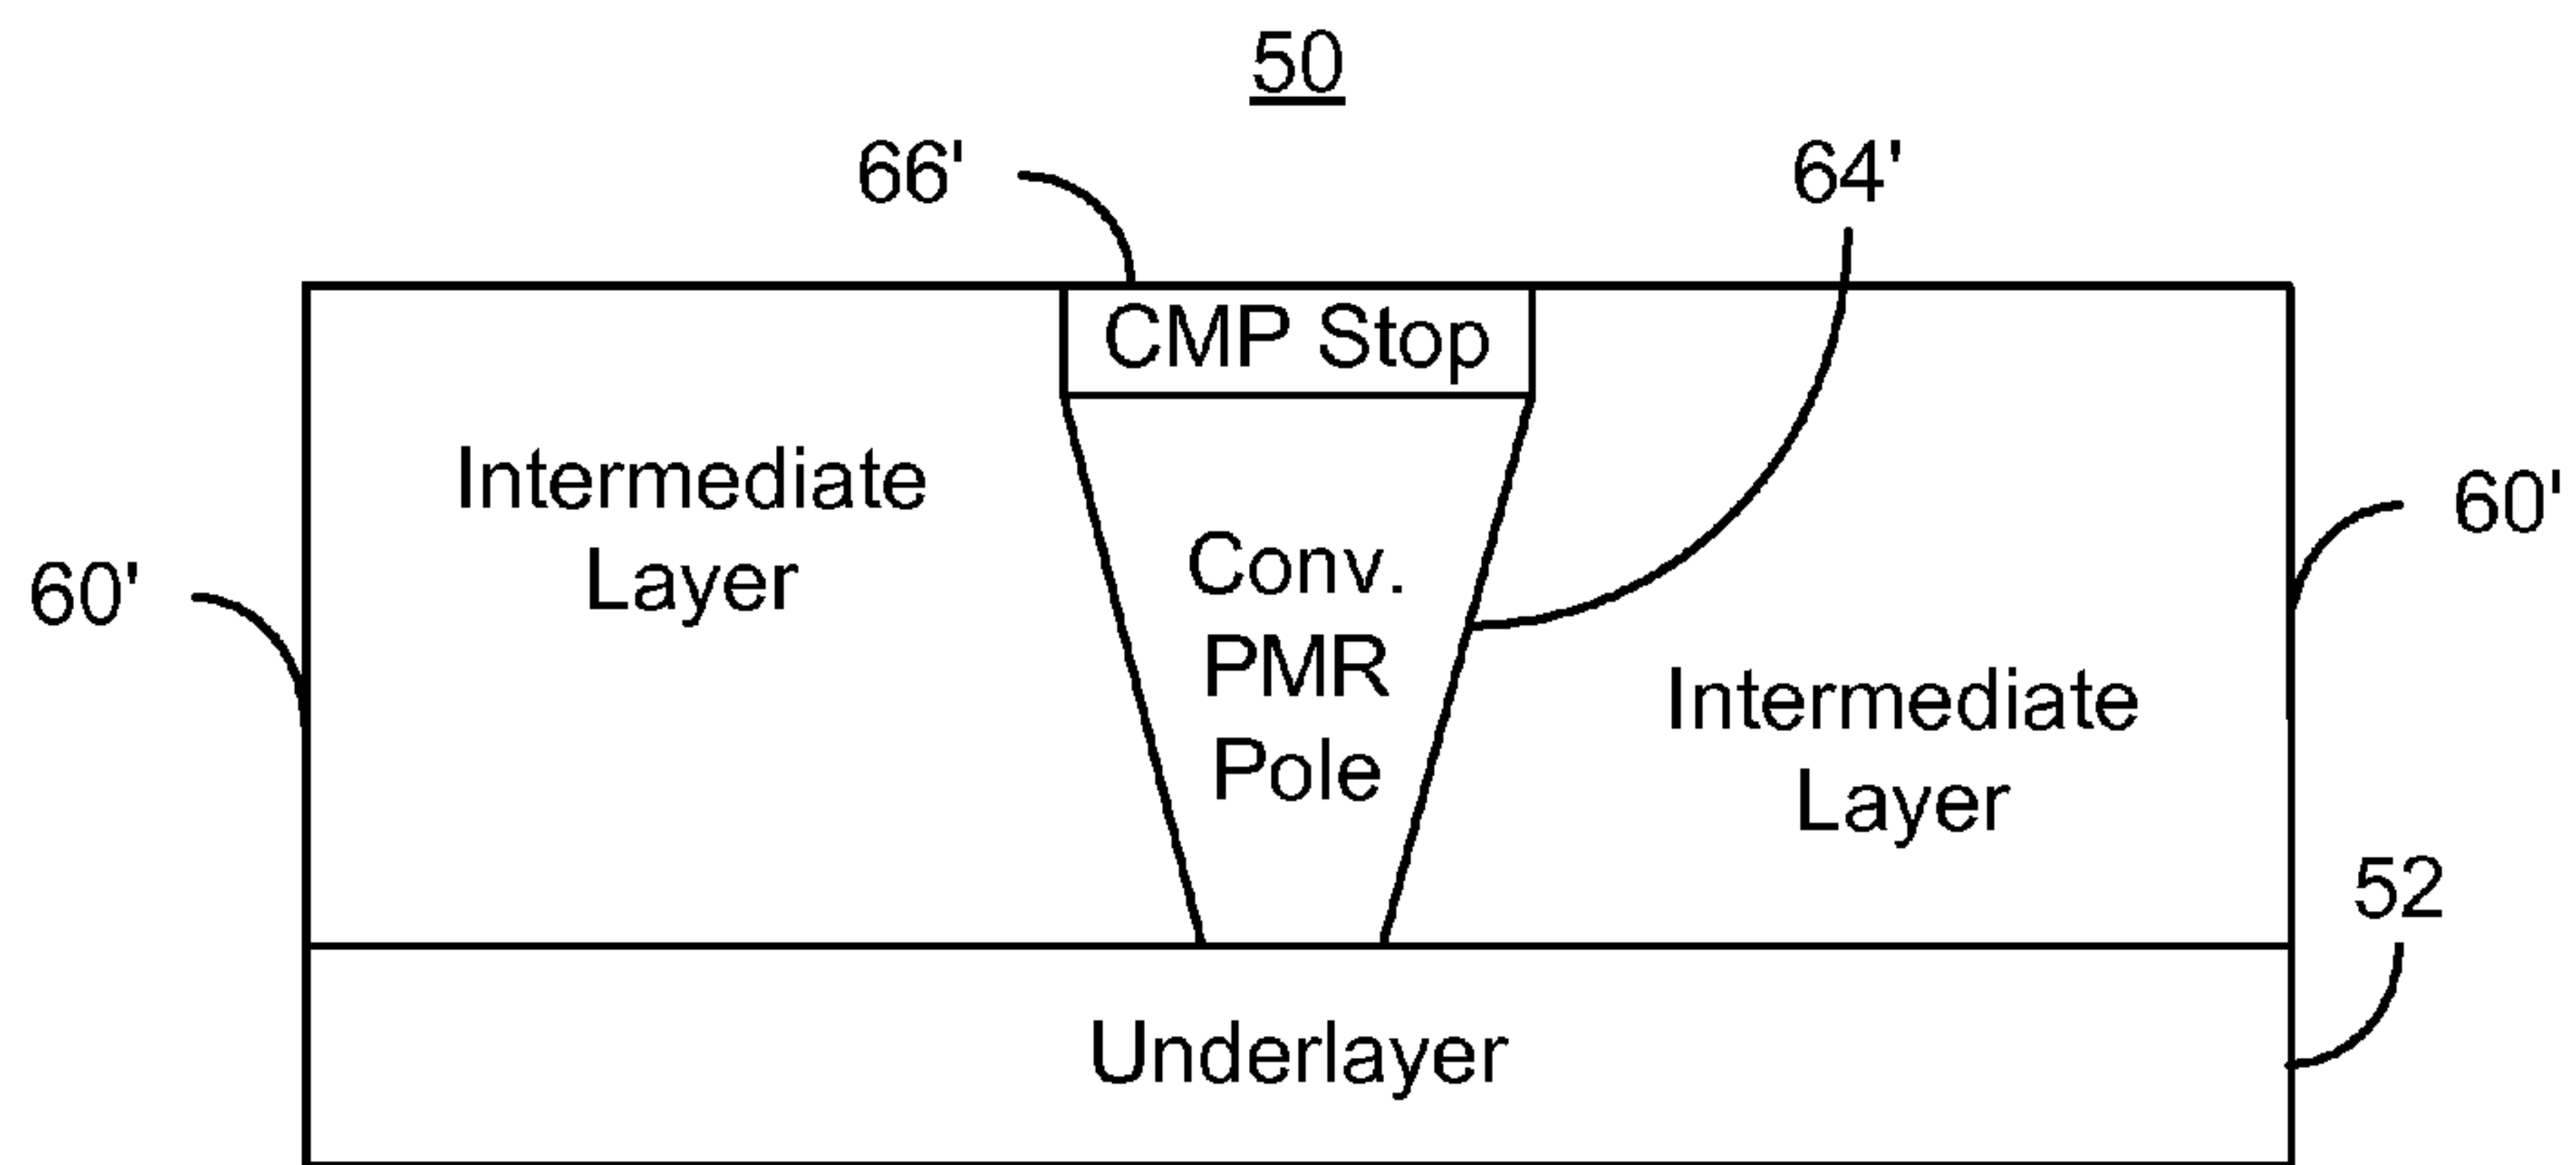 50
66'
64'
CMP Stop
Intermediate
Layer
60'
Conv.
PMR
Pole
60'
Intermediate
Layer
52
Underlayer